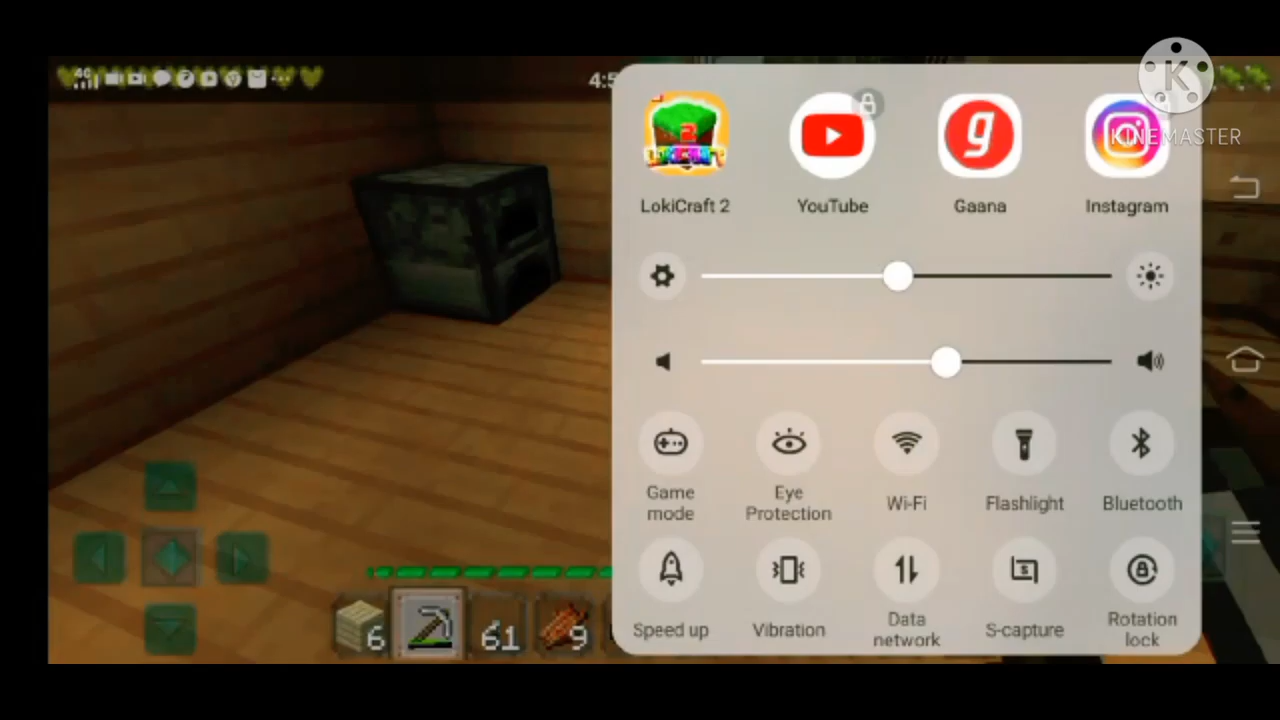 4G
4:5
KINEMASTER
LokiCraft 2
YouTube
Gaana
Instagram
Game mode
Eye Protection
Wi-Fi
Flashlight
Bluetooth
Speed up
Vibration
Data network
S-capture
Rotation lock
6
61
9